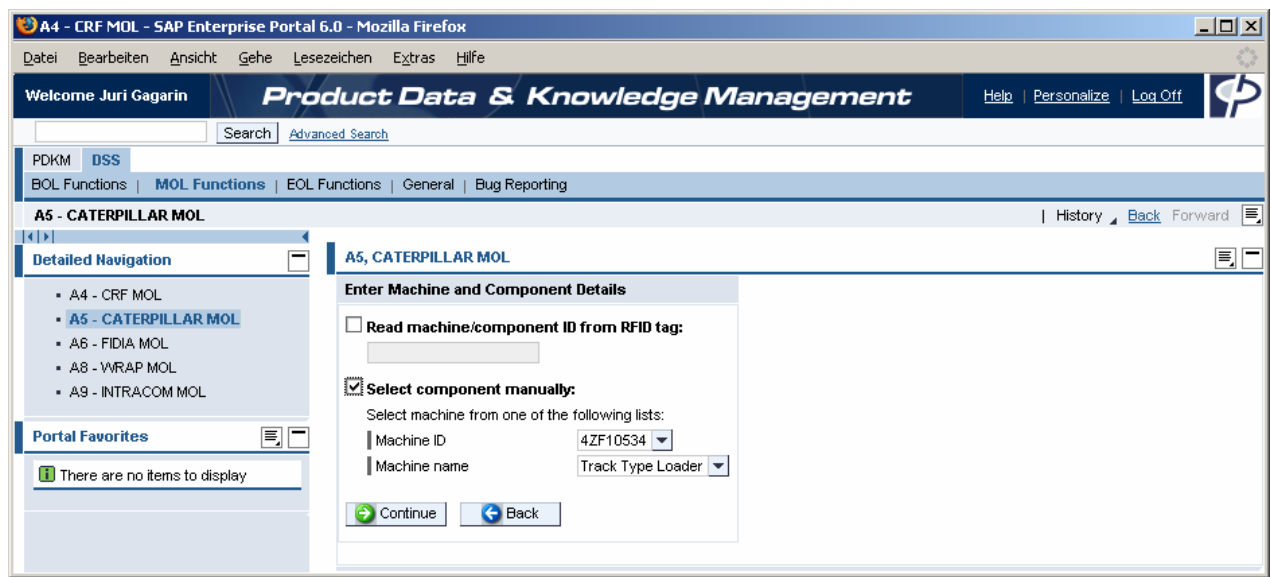 A4 - CRF MOL - SAP Enterprise Portal 6.0 - Mozilla Firefox
Datei Bearbeiten Ansicht Gehe Lesezeichen Extras Hilfe
Welcome Juri Gagarin Product Data & Knowledge Management Help | Personalize | Log Off
Search Advanced Search
PDKM DSS
BOL Functions | MOL Functions | EOL Functions | General | Bug Reporting
A5 - CATERPILLAR MOL | History Back Forward
Detailed Navigation
A4 - CRF MOL
A5 - CATERPILLAR MOL
A6 - FIDIA MOL
A8 - WRAP MOL
A9 - INTRACOM MOL
Portal Favorites
There are no items to display
A5, CATERPILLAR MOL
Enter Machine and Component Details
Read machine/component ID from RFID tag:
Select component manually:
Select machine from one of the following lists:
Machine ID 4ZF10534
Machine name Track Type Loader
Continue Back